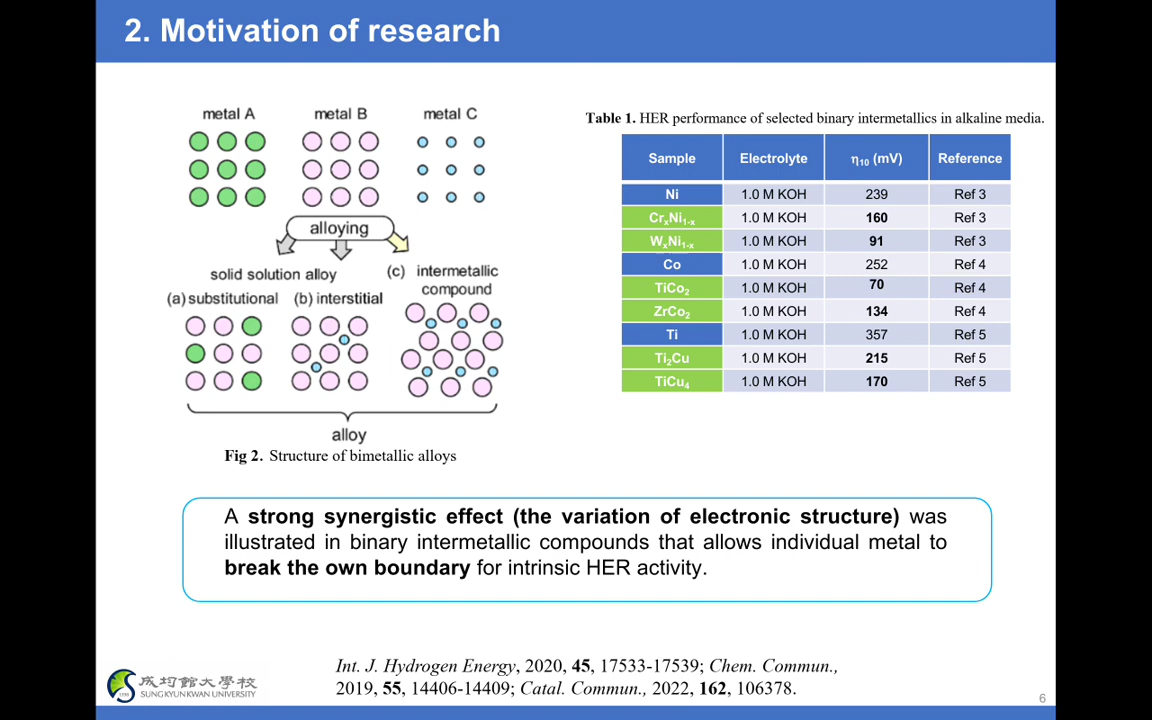 2. Motivation of research
metal A
metal B
metal C
alloying
solid solution alloy
(a) substitutional
(b) interstitial
(c) intermetallic
compound
alloy
Fig 2. Structure of bimetallic alloys
Table 1. HER performance of selected binary intermetallics in alkaline media.
Sample Electrolyte η10 (mV) Reference
Ni 1.0 M KOH 239 Ref 3
CrxNi1-x 1.0 M KOH 160 Ref 3
WxNi1-x 1.0 M KOH 91 Ref 3
Co 1.0 M KOH 252 Ref 4
TiCo2 1.0 M KOH 70 Ref 4
ZrCo2 1.0 M KOH 134 Ref 4
Ti 1.0 M KOH 357 Ref 5
Ti2Cu 1.0 M KOH 215 Ref 5
TiCu4 1.0 M KOH 170 Ref 5
A strong synergistic effect (the variation of electronic structure) was
illustrated in binary intermetallic compounds that allows individual metal to
break the own boundary for intrinsic HER activity.
Int. J. Hydrogen Energy, 2020, 45, 17533-17539; Chem. Commun.,
2019, 55, 14406-14409; Catal. Commun., 2022, 162, 106378.
成均館大學校
SUNGKYUNKWAN UNIVERSITY
6